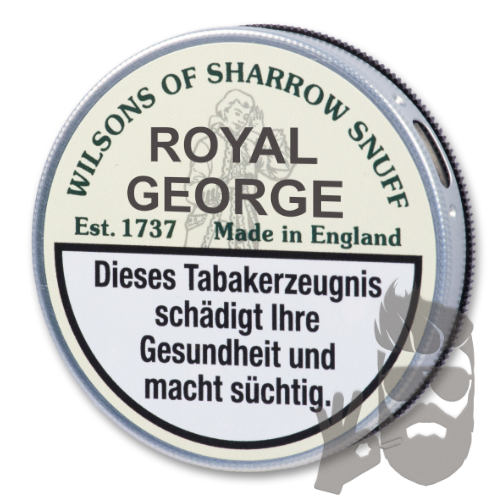 WILSONS OF SHARROW SNUFF
ROYAL
GEORGE
Est. 1737 Made in England
Dieses Tabakerzeugnis
schädigt Ihre
Gesundheit und
macht süchtig.